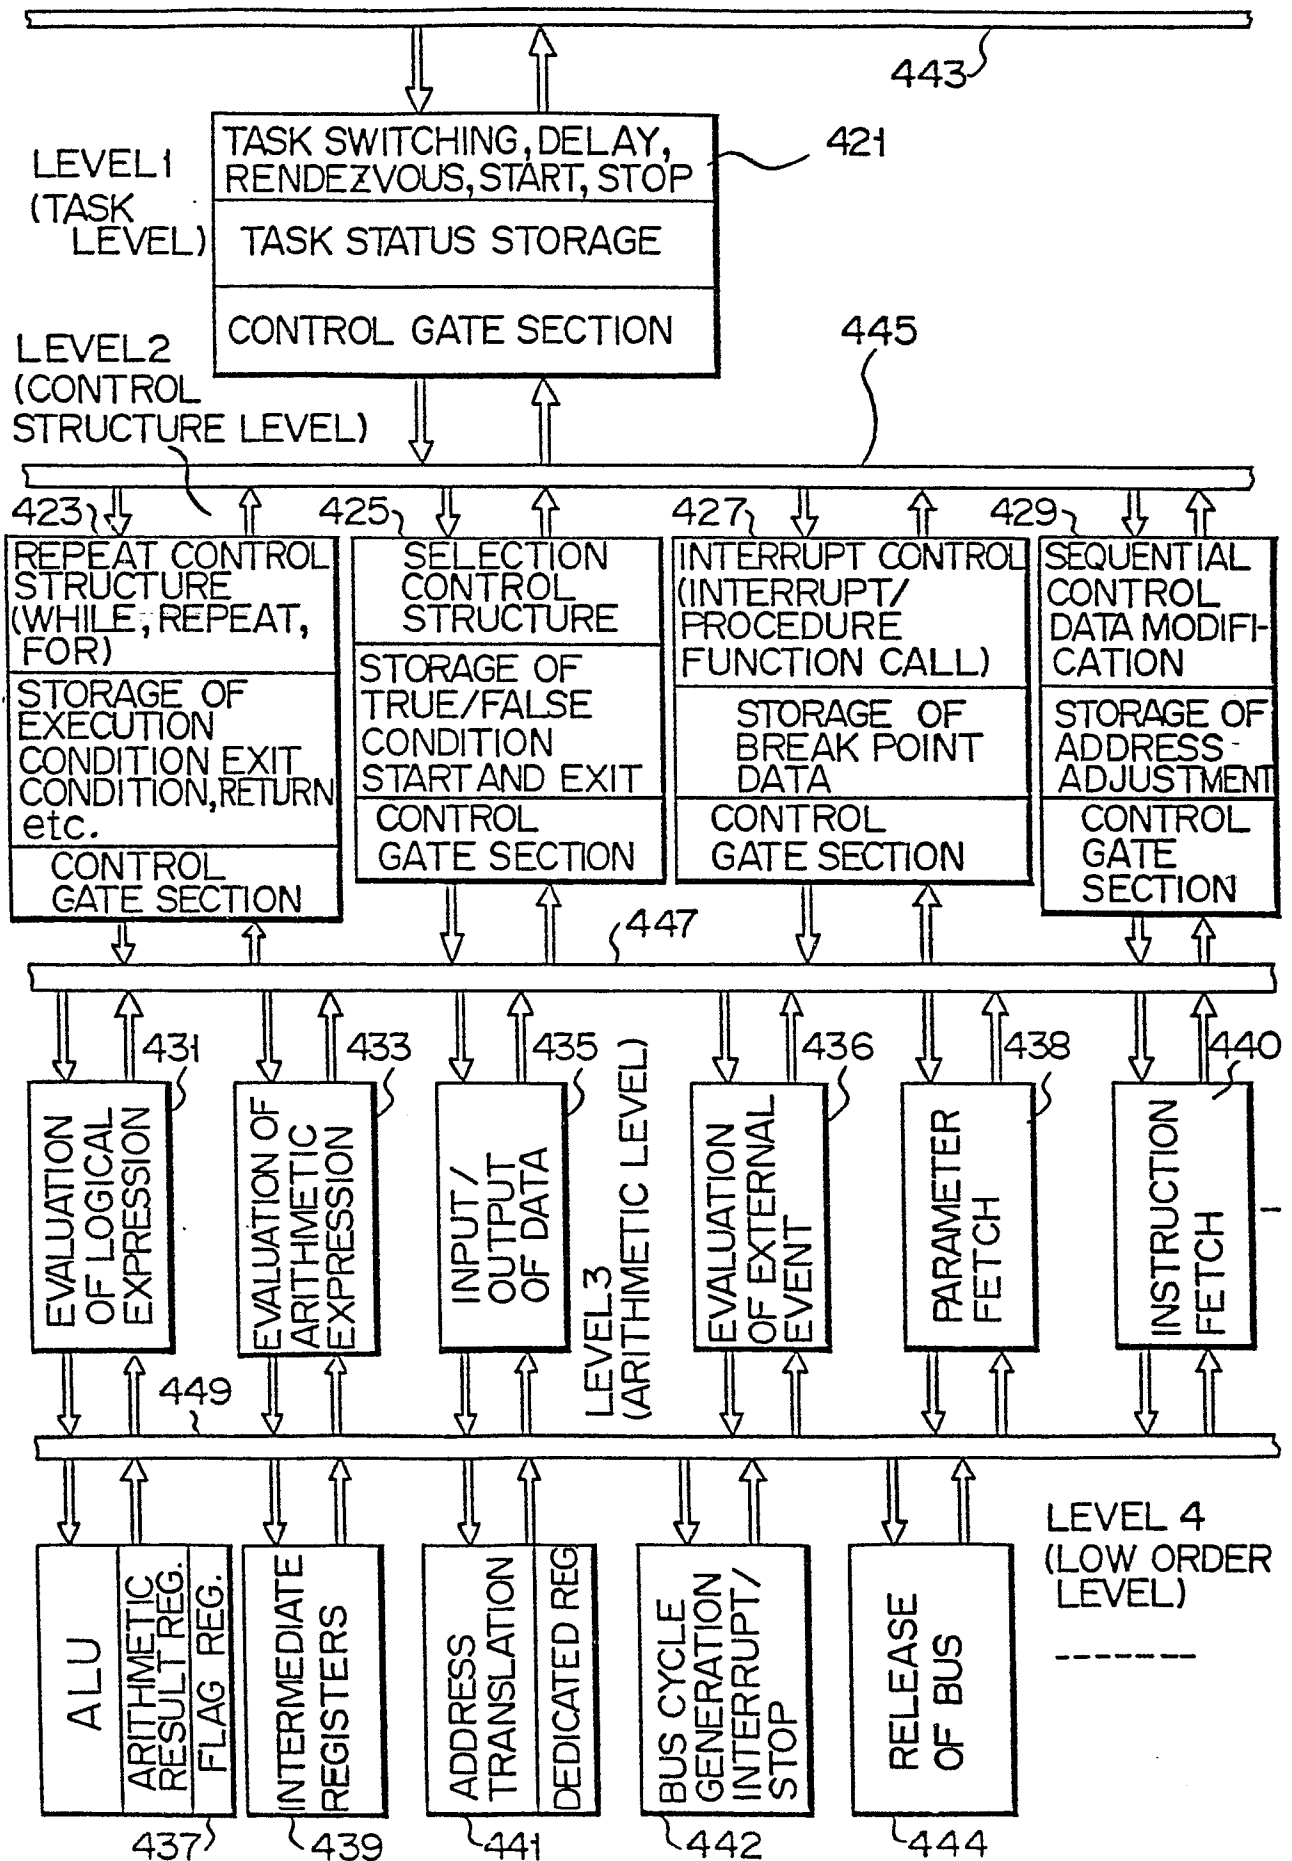 443
421
TASK SWITCHING, DELAY,
RENDEZVOUS, START, STOP
TASK STATUS STORAGE
CONTROL GATE SECTION
LEVEL1
(TASK
LEVEL)
445
LEVEL2
(CONTROL
STRUCTURE LEVEL)
423
REPEAT CONTROL
STRUCTURE
(WHILE, REPEAT,
FOR)
STORAGE OF
EXECUTION
CONDITION EXIT
CONDITION, RETURN
etc.
CONTROL
GATE SECTION
425
SELECTION
CONTROL
STRUCTURE
STORAGE OF
TRUE/FALSE
CONDITION
START AND EXIT
CONTROL
GATE SECTION
427
INTERRUPT CONTROL
(INTERRUPT/
PROCEDURE
FUNCTION CALL)
STORAGE OF
BREAK POINT
DATA
CONTROL
GATE SECTION
429
SEQUENTIAL
CONTROL
DATA MODIFI-
CATION
STORAGE OF
ADDRESS
ADJUSTMENT
CONTROL
GATE
SECTION
447
431
EVALUATION
OF LOGICAL
EXPRESSION
433
EVALUATION OF
ARITHMETIC
EXPRESSION
435
INPUT/
OUTPUT
OF DATA
LEVEL3
(ARITHMETIC LEVEL)
436
EVALUATION
OF EXTERNAL
EVENT
438
PARAMETER
FETCH
440
INSTRUCTION
FETCH
449
ALU
ARITHMETIC
RESULT REG.
FLAG REG.
437
INTERMEDIATE
REGISTERS
439
ADDRESS
TRANSLATION
DEDICATED REG
441
BUS CYCLE
GENERATION
INTERRUPT/
STOP
442
RELEASE
OF BUS
444
LEVEL 4
(LOW ORDER
LEVEL)